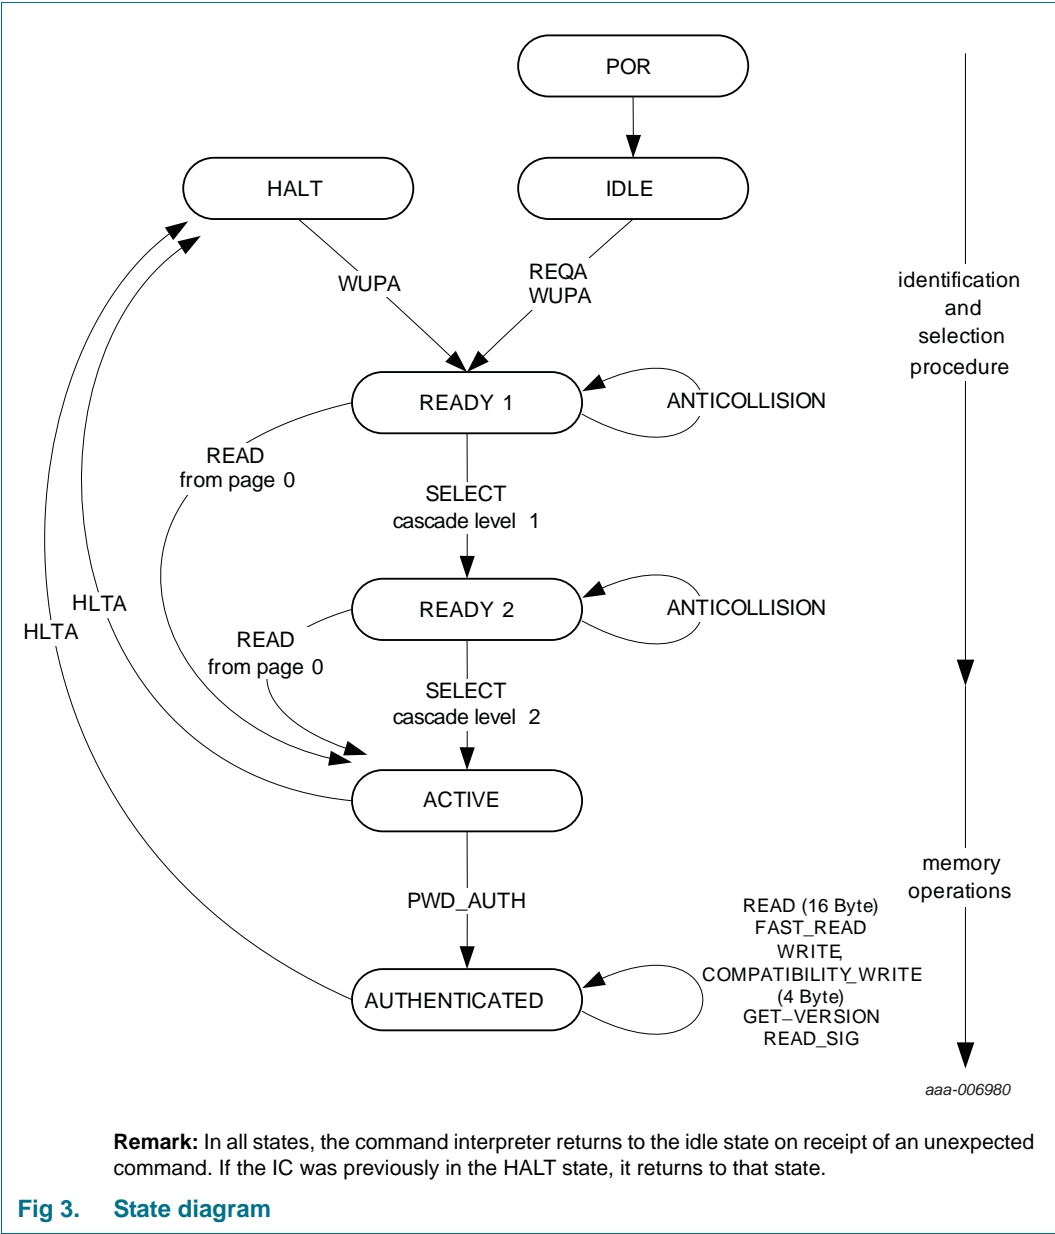 POR
HALT
IDLE
WUPA
REQA
WUPA
identification
and
selection
procedure
READY 1
ANTICOLLISION
READ
from page 0
SELECT
cascade level 1
HLTA
HLTA
READY 2
ANTICOLLISION
READ
from page 0
SELECT
cascade level 2
ACTIVE
memory
operations
PWD_AUTH
READ (16 Byte)
FAST_READ
WRITE,
COMPATIBILITY_WRITE
(4 Byte)
GET_VERSION
READ_SIG
AUTHENTICATED
aaa-006980
Remark: In all states, the command interpreter returns to the idle state on receipt of an unexpected
command. If the IC was previously in the HALT state, it returns to that state.
Fig 3. State diagram